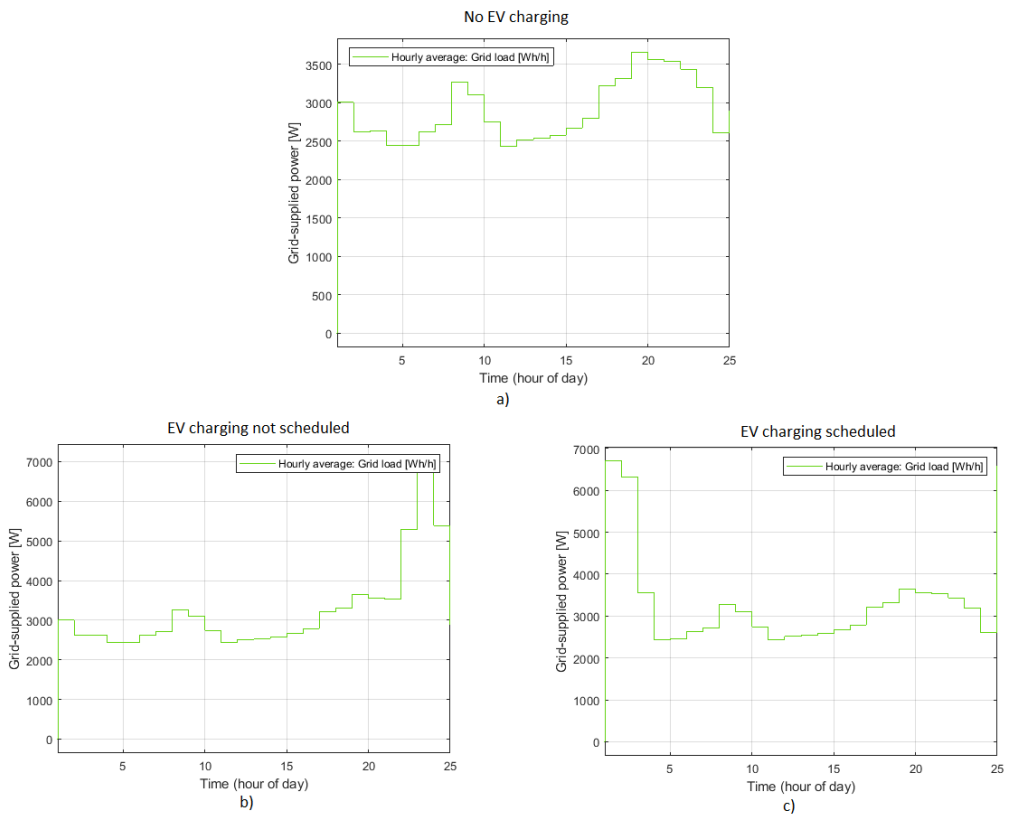 No EV charging
Hourly average: Grid load [Wh/h]
3500
3000
2500
2000
1500
1000
500
0
Grid-supplied power [W]
5 10 15 20 25
Time (hour of day)
a)
EV charging not scheduled
Hourly average: Grid load [Wh/h]
7000
6000
5000
4000
3000
2000
1000
0
Grid-supplied power [W]
5 10 15 20 25
Time (hour of day)
b)
EV charging scheduled
Hourly average: Grid load [Wh/h]
7000
6000
5000
4000
3000
2000
1000
0
Grid-supplied power [W]
5 10 15 20 25
Time (hour of day)
c)